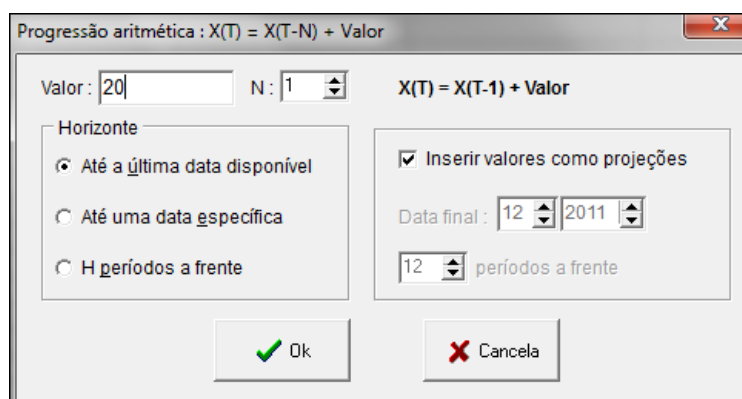 Progressão aritmética : X(T) = X(T-N) + Valor
Valor : 20 N : 1 X(T) = X(T-1) + Valor
Horizonte
Até a última data disponível
Até uma data específica
H períodos a frente
Inserir valores como projeções
Data final : 12 2011
12 períodos a frente
Ok Cancela